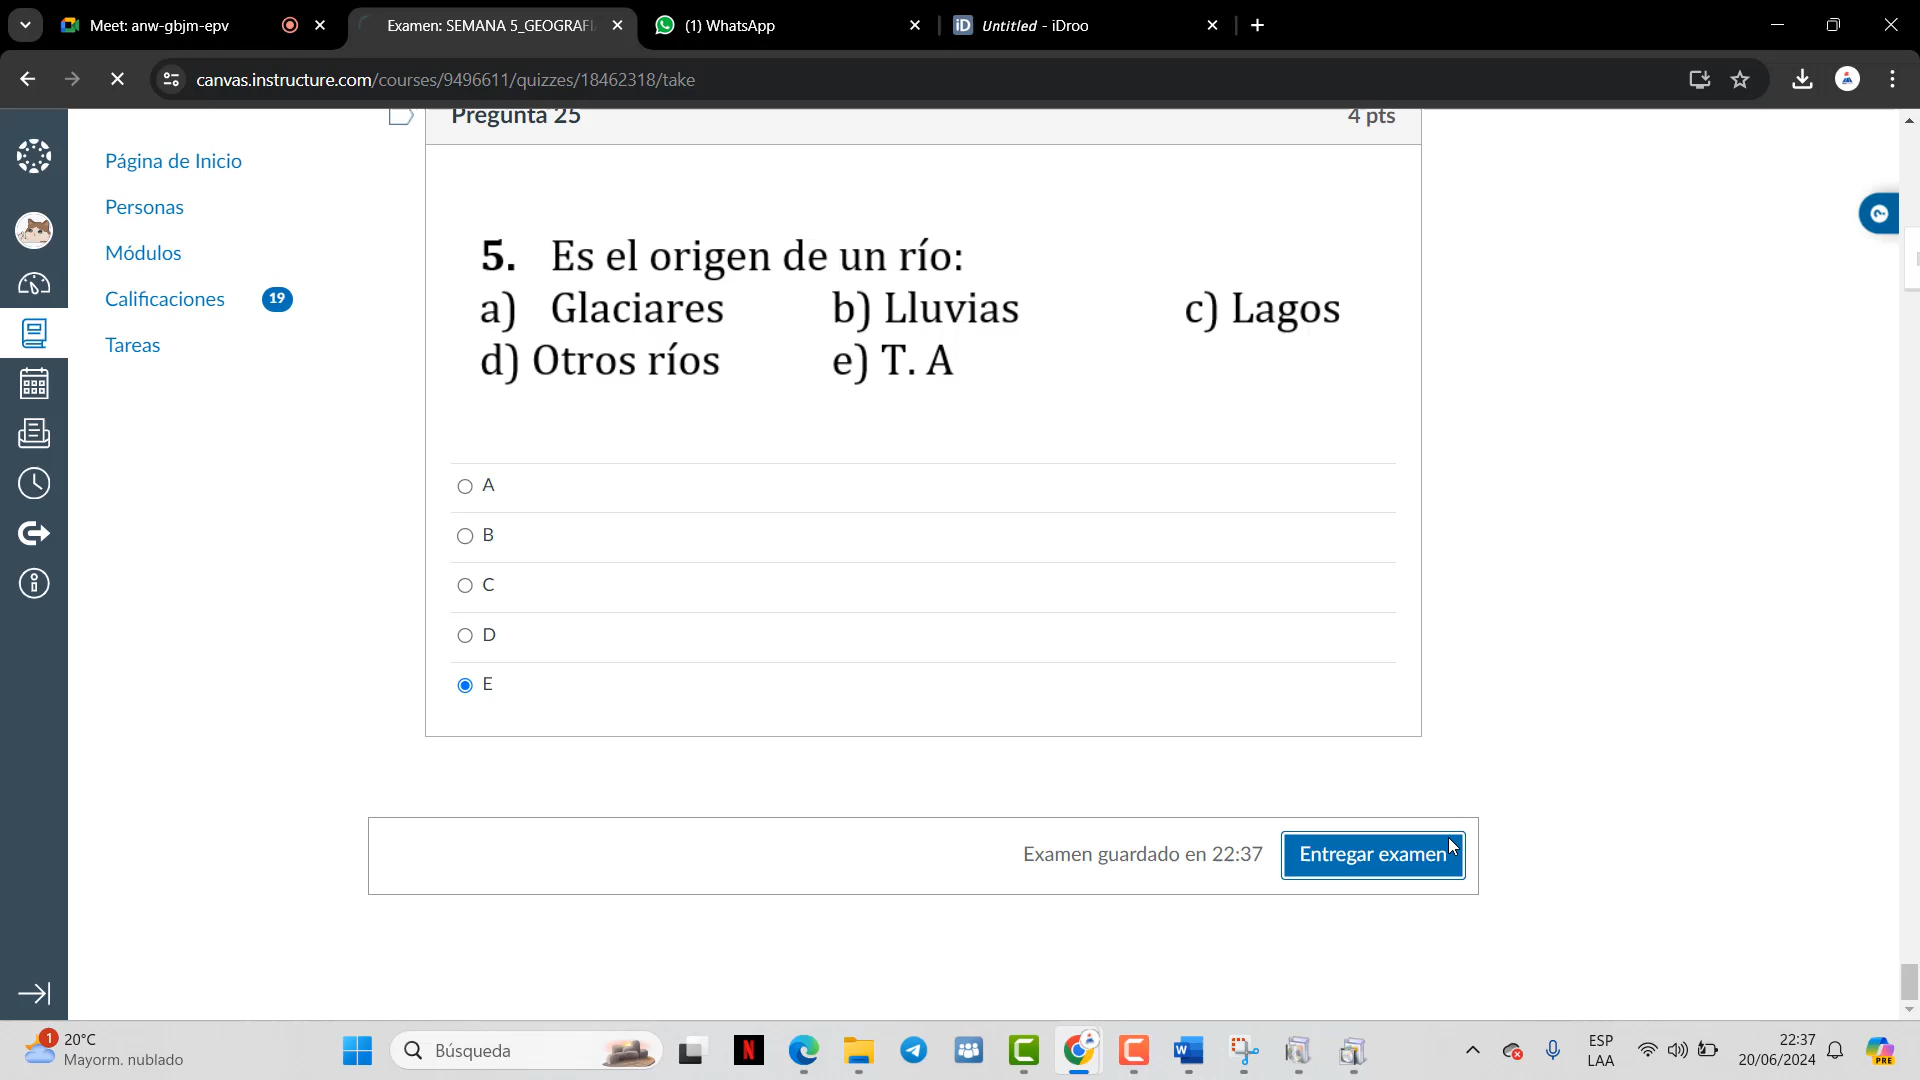 Meet: anw-gbjm-epv
Examen: SEMANA 5_GEOGRAFI
(1) WhatsApp
iD Untitled - iDroo
canvas.instructure.com/courses/9496611/quizzes/18462318/take
Pregunta 25
4 pts
Página de Inicio
Personas
Módulos
Calificaciones 19
Tareas
5. Es el origen de un río:
a) Glaciares b) Lluvias c) Lagos
d) Otros ríos e) T. A
A
B
C
D
E
Examen guardado en 22:37
Entregar examen
1
20°C
Mayorm. nublado
Búsqueda
N
W
ESP
LAA
22:37
20/06/2024
PRE